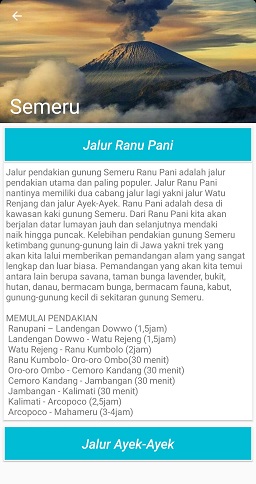 Semeru
Jalur Ranu Pani
Jalur pendakian gunung Semeru Ranu Pani adalah jalur
pendakian utama dan paling populer. Jalur Ranu Pani
nantinya memiliki dua cabang jalur lagi yakni jalur Watu
Renjang dan jalur Ayek-Ayek. Ranu Pani adalah desa di
kawasan kaki gunung Semeru. Dari Ranu Pani kita akan
berjalan datar lumayan jauh dan selanjutnya mendaki
naik hingga puncak. Kelebihan pendakian gunung Semeru
ketimbang gunung-gunung lain di Jawa yakni trek yang
akan kita lalui memberikan pemandangan alam yang sangat
lengkap dan luar biasa. Pemandangan yang akan kita temui
antara lain berupa savana, taman bunga lavender, bukit,
hutan, danau, bermacam bunga, bermacam fauna, kabut,
gunung-gunung kecil di sekitaran gunung Semeru.
MEMULAI PENDAKIAN
Ranupani – Landengan Dowwo (1,5jam)
Landengan Dowwo - Watu Rejeng (1,5jam)
Watu Rejeng - Ranu Kumbolo (2jam)
Ranu Kumbolo- Oro-oro Ombo(30 menit)
Oro-oro Ombo - Cemoro Kandang (30 menit)
Cemoro Kandang - Jambangan (30 menit)
Jambangan - Kalimati (30 menit)
Kalimati - Arcopoco (2,5jam)
Arcopoco - Mahameru (3-4jam)
Jalur Ayek-Ayek